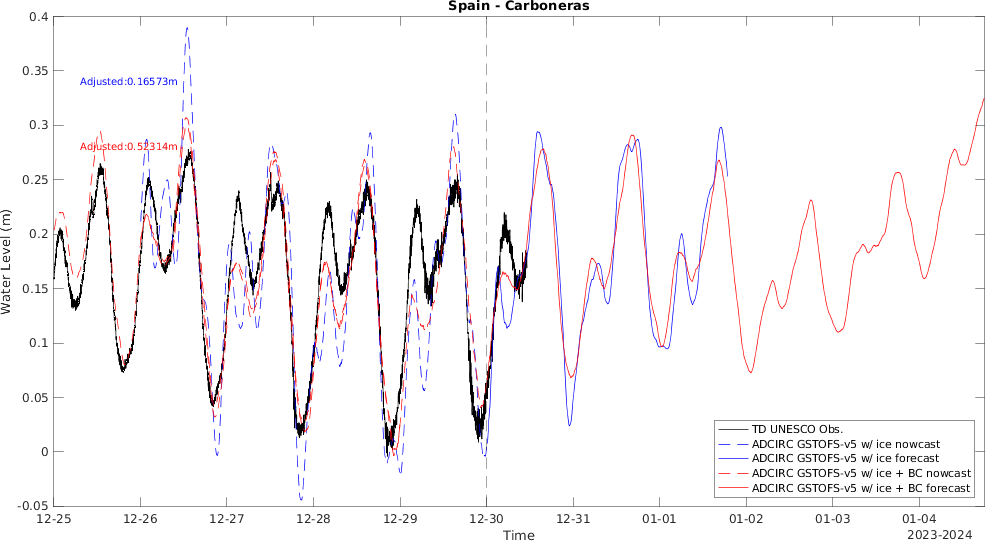 Spain - Carboneras
0.4
0.35
0.3
0.25
0.2
0.15
0.1
0.05
0
-0.05
Water Level (m)
Adjusted:0.16573m
Adjusted:0.52314m
TD UNESCO Obs.
ADCIRC GSTOFS-v5 w/ ice nowcast
ADCIRC GSTOFS-v5 w/ ice forecast
ADCIRC GSTOFS-v5 w/ ice + BC nowcast
ADCIRC GSTOFS-v5 w/ ice + BC forecast
12-25 12-26 12-27 12-28 12-29 12-30 12-31 01-01 01-02 01-03 01-04
Time
2023-2024